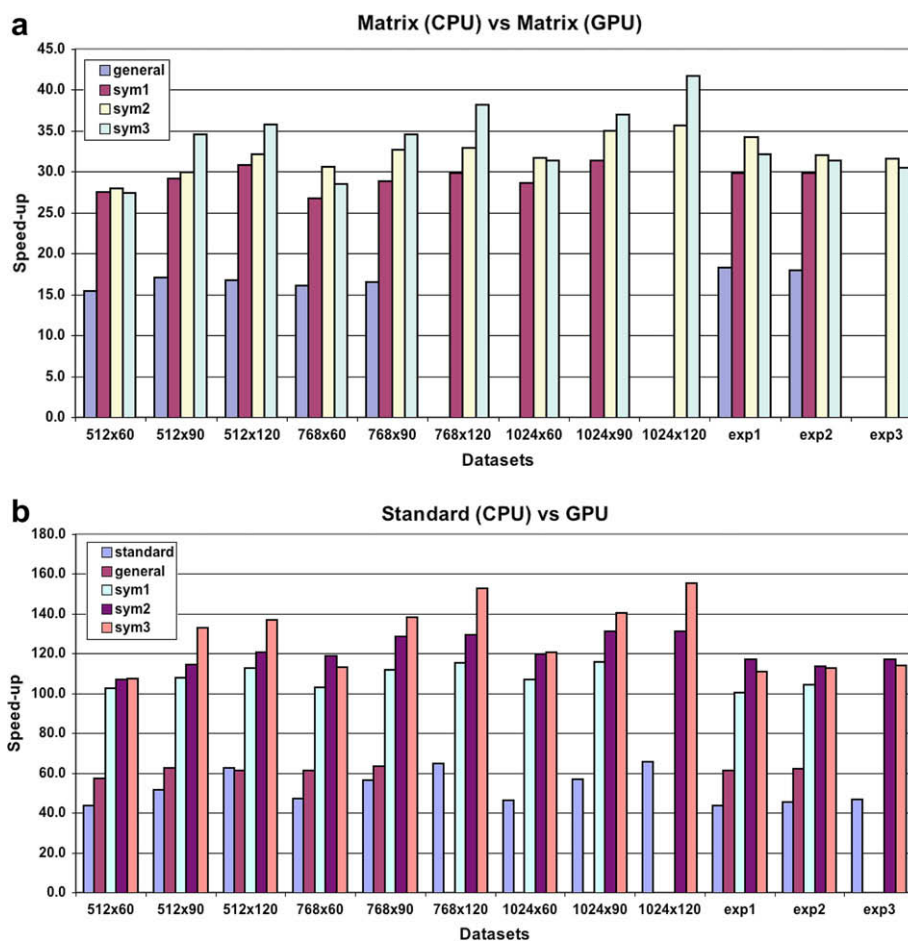 a
Matrix (CPU) vs Matrix (GPU)
45.0
40.0
35.0
30.0
25.0
20.0
15.0
10.0
5.0
0.0
Speed-up
general
sym1
sym2
sym3
512x60 512x90 512x120 768x60 768x90 768x120 1024x60 1024x90 1024x120 exp1 exp2 exp3
Datasets
b
Standard (CPU) vs GPU
180.0
160.0
140.0
120.0
100.0
80.0
60.0
40.0
20.0
0.0
Speed-up
standard
general
sym1
sym2
sym3
512x60 512x90 512x120 768x60 768x90 768x120 1024x60 1024x90 1024x120 exp1 exp2 exp3
Datasets